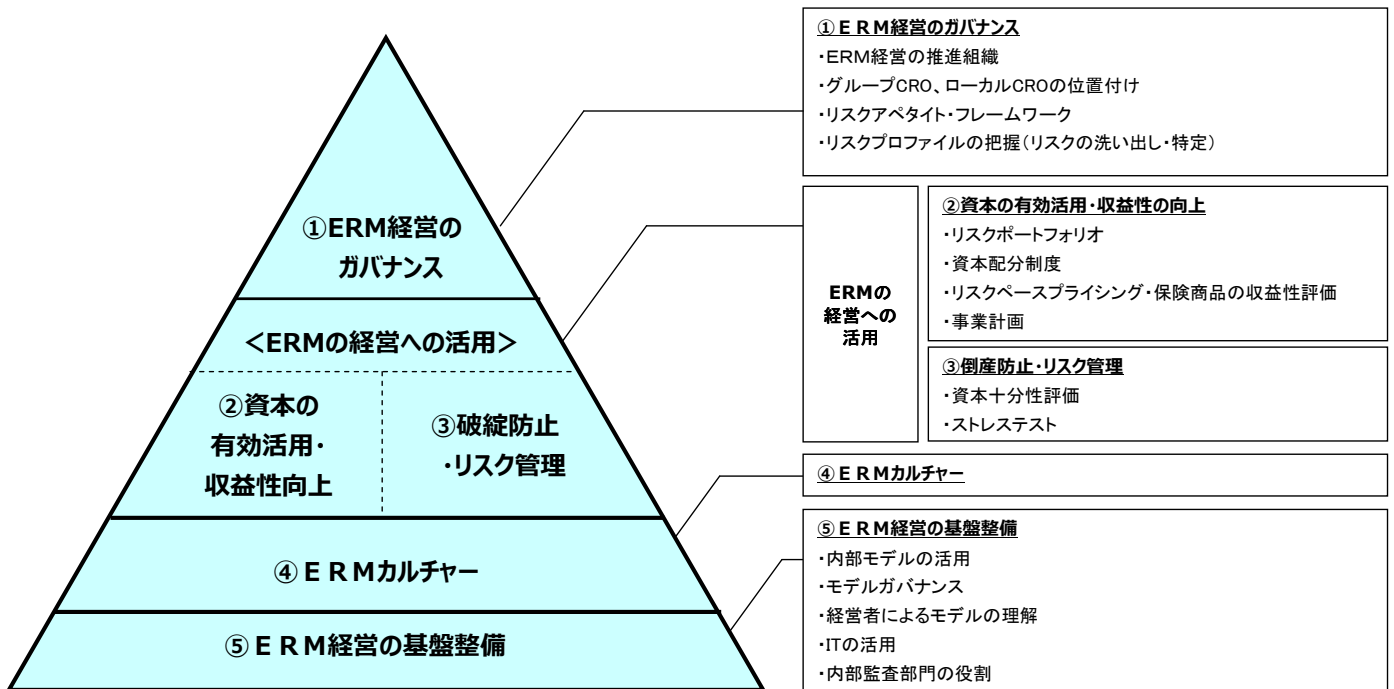 ①ERM経営の
ガバナンス
＜ERMの経営への活用＞
②資本の
有効活用・
収益性向上
③破綻防止
・リスク管理
④ＥＲＭカルチャー
⑤ＥＲＭ経営の基盤整備
①ＥＲＭ経営のガバナンス
・ERM経営の推進組織
・グループCRO、ローカルCROの位置付け
・リスクアペタイト・フレームワーク
・リスクプロファイルの把握（リスクの洗い出し・特定）
ERMの
経営への
活用
②資本の有効活用・収益性の向上
・リスクポートフォリオ
・資本配分制度
・リスクペースプライシング・保険商品の収益性評価
・事業計画
③倒産防止・リスク管理
・資本十分性評価
・ストレステスト
④ＥＲＭカルチャー
⑤ＥＲＭ経営の基盤整備
・内部モデルの活用
・モデルガバナンス
・経営者によるモデルの理解
・ITの活用
・内部監査部門の役割